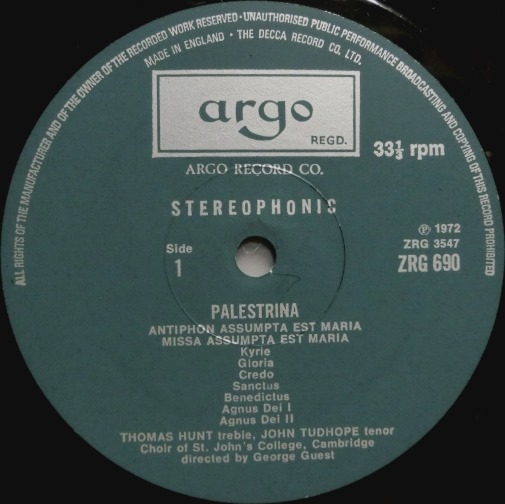 ALL RIGHTS OF THE MANUFACTURER AND OF THE OWNER OF THE RECORDED WORK RESERVED · UNAUTHORISED PUBLIC PERFORMANCE BROADCASTING AND COPYING OF THIS RECORD PROHIBITED
MADE IN ENGLAND · THE DECCA RECORD CO. LTD.
argo
REGD.
33⅓ rpm
ARGO RECORD CO.
STEREOPHONIC
Side
1
℗ 1972
ZRG 3547
ZRG 690
PALESTRINA
ANTIPHON ASSUMPTA EST MARIA
MISSA ASSUMPTA EST MARIA
Kyrie
Gloria
Credo
Sanctus
Benedictus
Agnus Dei I
Agnus Dei II
THOMAS HUNT treble, JOHN TUDHOPE tenor
Choir of St. John's College, Cambridge
directed by George Guest